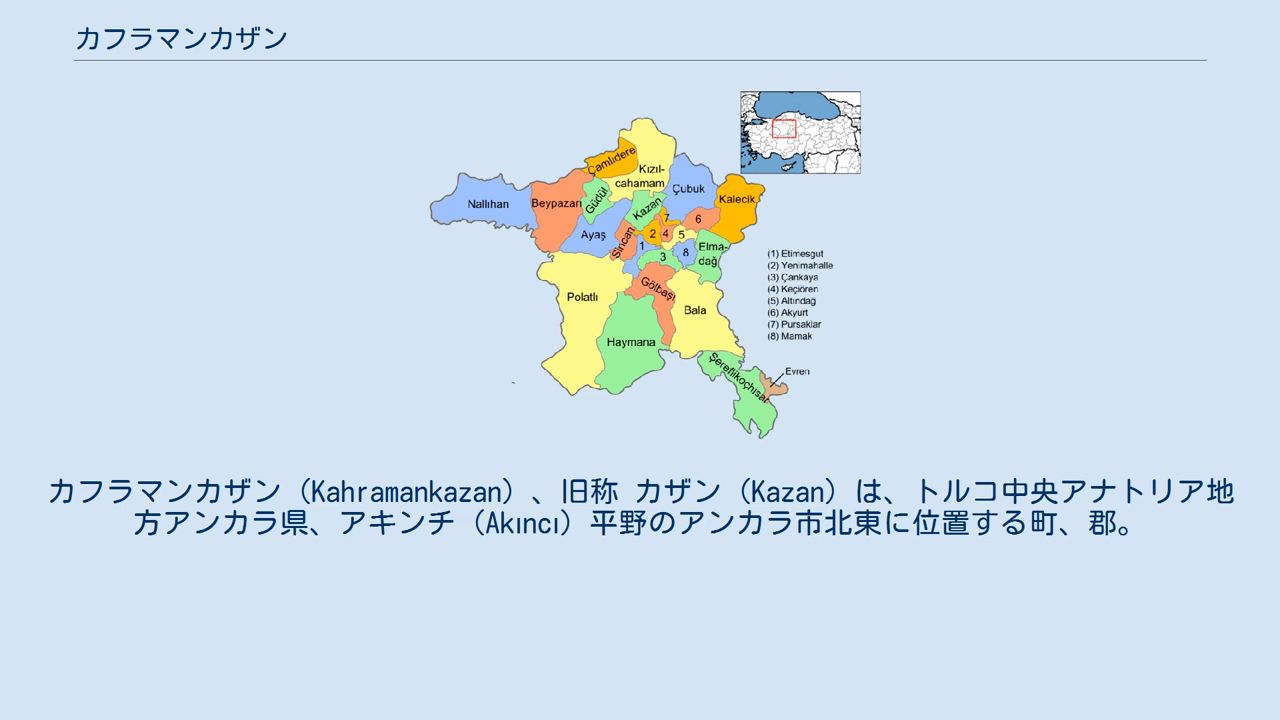 カフラマンカザン
Çamlıdere
Kızıl-
cahamam
Çubuk
Kalecik
Nallıhan
Beypazarı
Güdül
Kazan
7
6
Ayaş
Sincan
2
4
5
1
Elma-
dağ
3
8
(1) Etimesgut
(2) Yenimahalle
(3) Çankaya
(4) Keçiören
(5) Altındağ
(6) Akyurt
(7) Pursaklar
(8) Mamak
Polatlı
Gölbaşı
Bala
Haymana
Şereflikoçhisar
Evren
カフラマンカザン（Kahramankazan）、旧称 カザン（Kazan）は、トルコ中央アナトリア地
方アンカラ県、アキンチ（Akıncı）平野のアンカラ市北東に位置する町、郡。